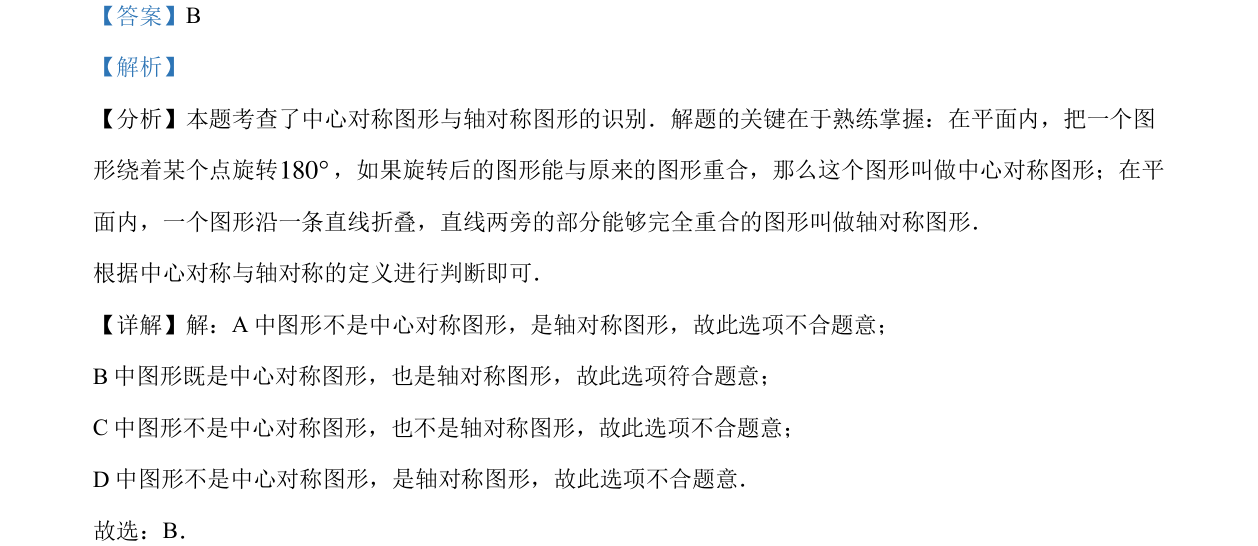 【答案】B
【解析】
【分析】本题考查了中心对称图形与轴对称图形的识别．解题的关键在于熟练掌握：在平面内，把一个图
形绕着某个点旋转180°，如果旋转后的图形能与原来的图形重合，那么这个图形叫做中心对称图形；在平
面内，一个图形沿一条直线折叠，直线两旁的部分能够完全重合的图形叫做轴对称图形．
根据中心对称与轴对称的定义进行判断即可．
【详解】解：A 中图形不是中心对称图形，是轴对称图形，故此选项不合题意；
B 中图形既是中心对称图形，也是轴对称图形，故此选项符合题意；
C 中图形不是中心对称图形，也不是轴对称图形，故此选项不合题意；
D 中图形不是中心对称图形，是轴对称图形，故此选项不合题意．
故选：B．